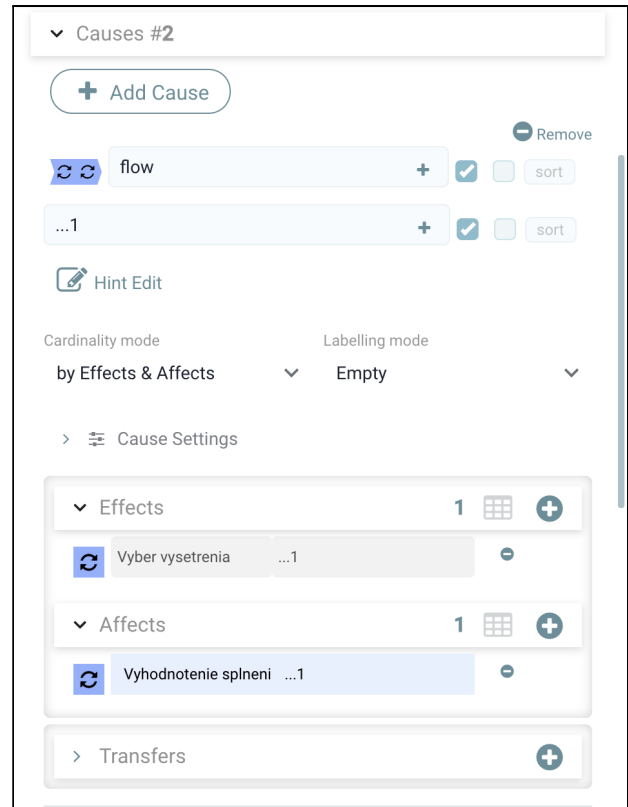 Causes #2
Add Cause
Remove
flow
sort
...1
sort
Hint Edit
Cardinality mode Labelling mode
by Effects & Affects Empty
Cause Settings
Effects 1
Vyber vysetrenia ...1
Affects 1
Vyhodnotenie splneni ...1
Transfers